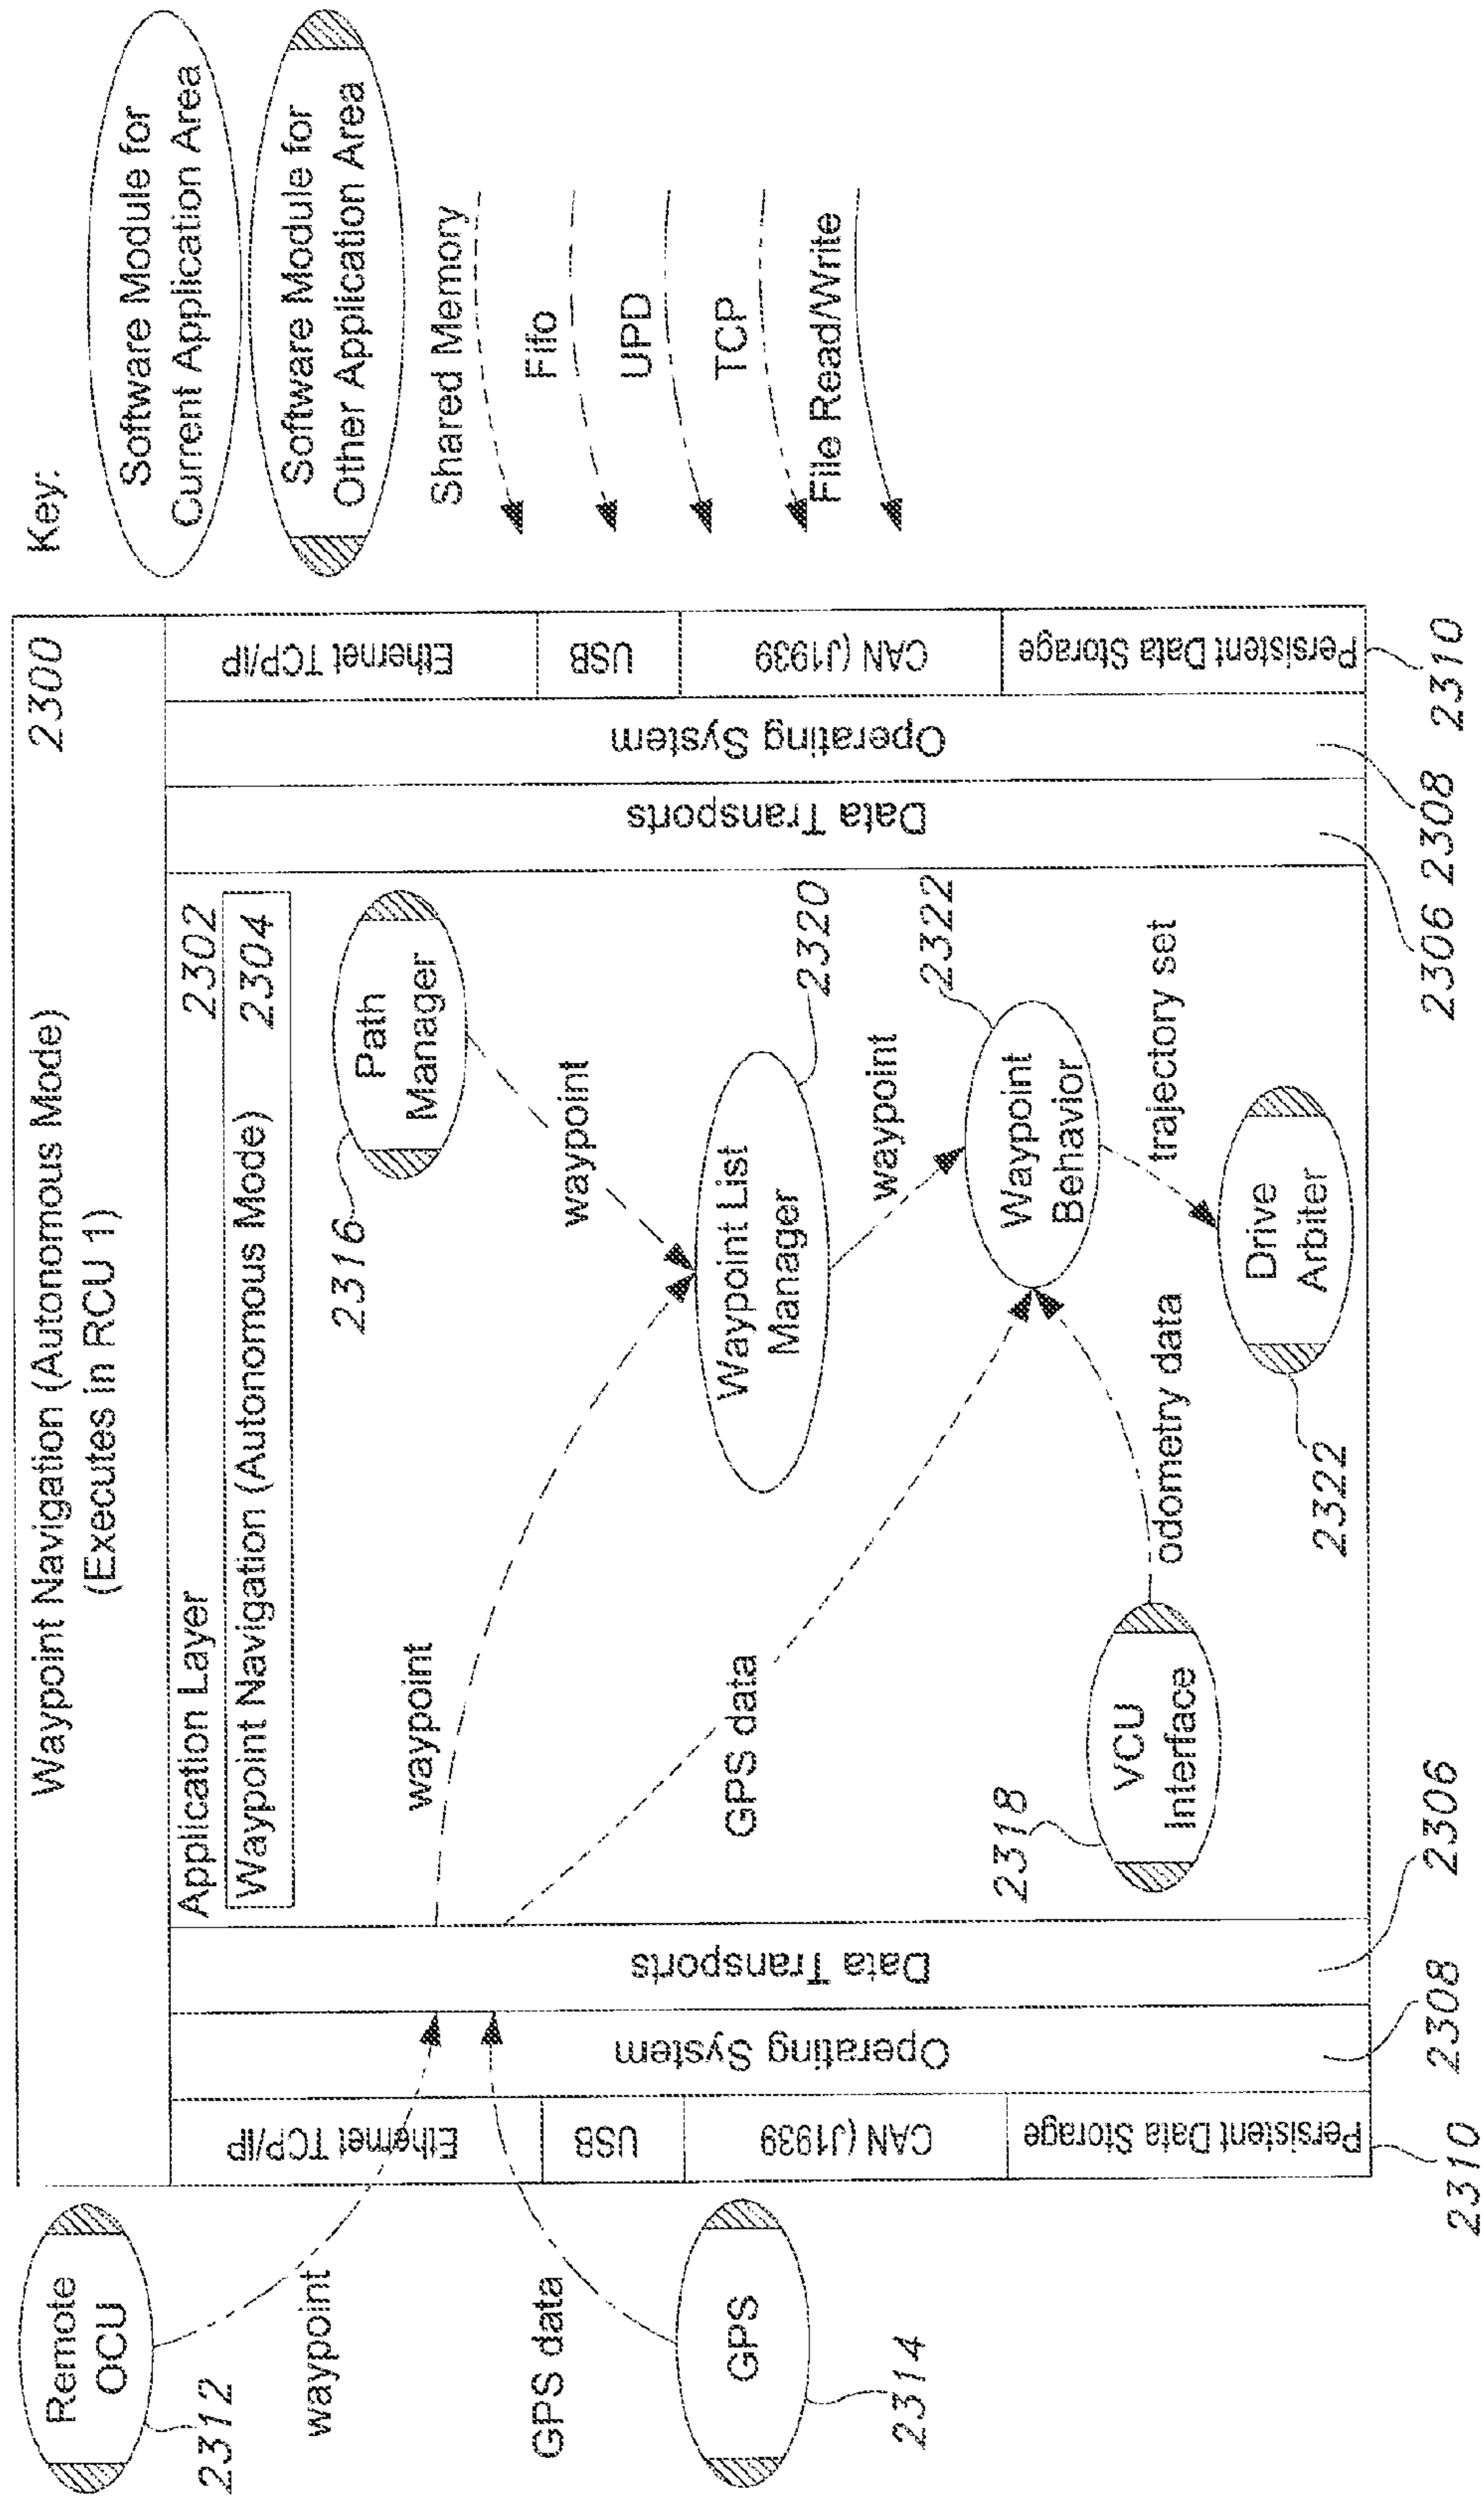 Waypoint Navigation (Autonomous Mode)
(Executes in RCU 1)
2300
Application Layer
2302
Waypoint Navigation (Autonomous Mode)
2304
Remote
OCU
2312
waypoint
GPS data
GPS
2314
Ethernet TCP/IP
USB
CAN (J1939
Persistent Data Storage
2310
Operating System
2308
Data Transports
2306
waypoint
GPS data
2318
VCU
Interface
odometry data
2316
Path
Manager
waypoint
Waypoint List
Manager
2320
waypoint
Waypoint
Behavior
2322
trajectory set
Drive
Arbiter
2322
Data Transports
2306
Operating System
2308
Ethernet TCP/IP
USB
CAN (J1939
Persistent Data Storage
2310
Key:
Software Module for
Current Application Area
Software Module for
Other Application Area
Shared Memory
Fifo
UPD
TCP
File Read/Write